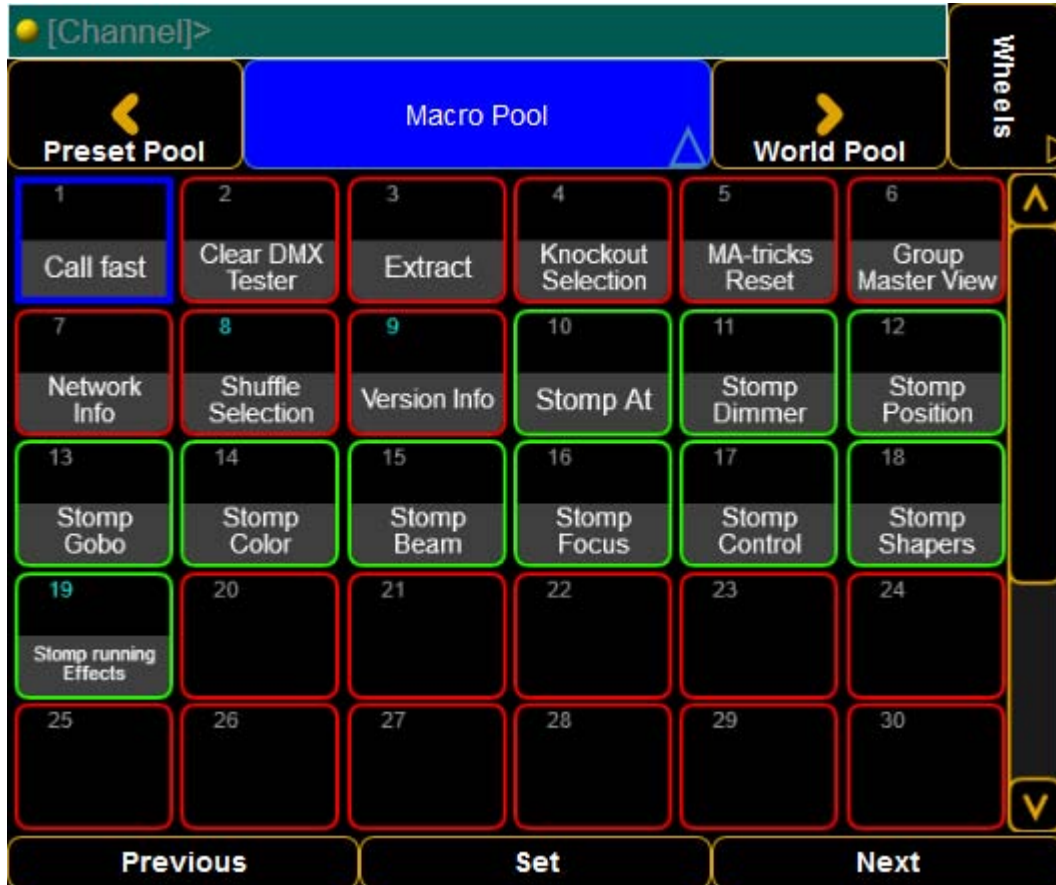 [Channel]>
Wheels
Preset Pool
Macro Pool
World Pool
1
2
3
4
5
6
Call fast
Clear DMX
Tester
Extract
Knockout
Selection
MA-tricks
Reset
Group
Master View
7
8
9
10
11
12
Network
Info
Shuffle
Selection
Version Info
Stomp At
Stomp
Dimmer
Stomp
Position
13
14
15
16
17
18
Stomp
Gobo
Stomp
Color
Stomp
Beam
Stomp
Focus
Stomp
Control
Stomp
Shapers
19
20
21
22
23
24
Stomp running
Effects
25
26
27
28
29
30
Previous
Set
Next